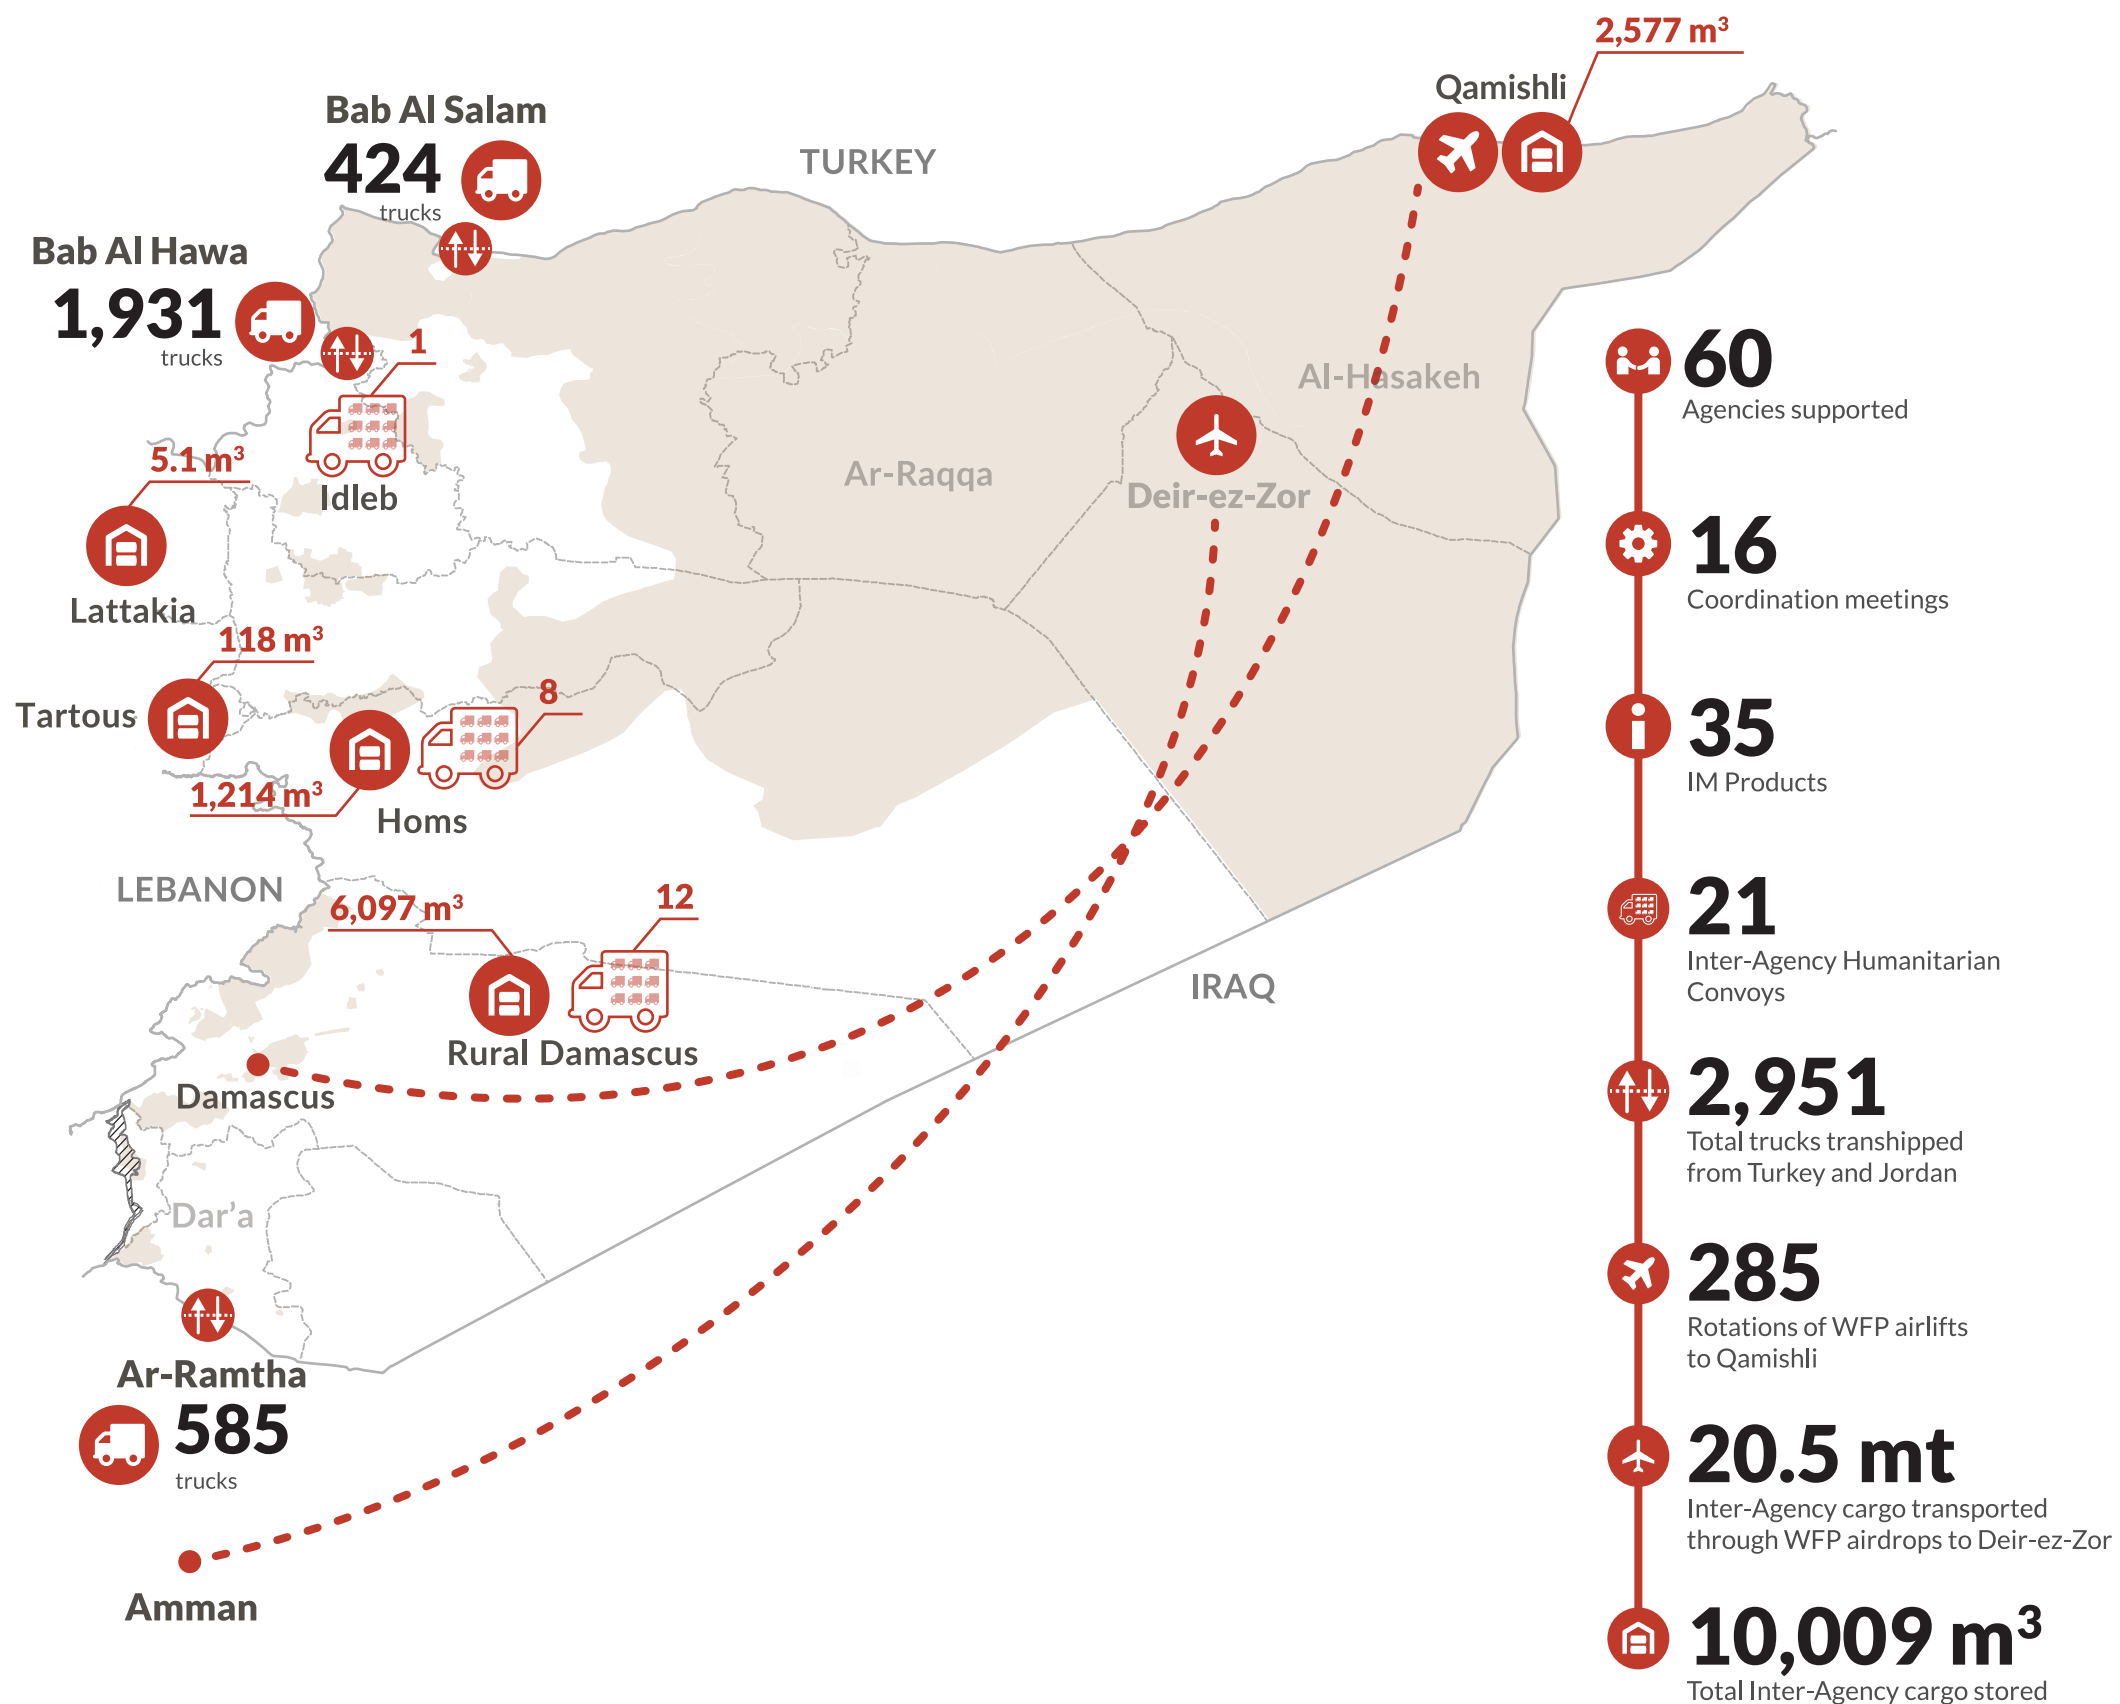 2,577 m³
Qamishli
Bab Al Salam
424
trucks
TURKEY
Bab Al Hawa
1,931
trucks
1
Idleb
5.1 m³
Lattakia
Al-Hasakeh
Ar-Raqqa
Deir-ez-Zor
118 m³
Tartous
8
1,214 m³
Homs
LEBANON
6,097 m³
12
Rural Damascus
IRAQ
Damascus
Dar'a
Ar-Ramtha
585
trucks
Amman
60
Agencies supported
16
Coordination meetings
35
IM Products
21
Inter-Agency Humanitarian
Convoys
2,951
Total trucks transhipped
from Turkey and Jordan
285
Rotations of WFP airlifts
to Qamishli
20.5 mt
Inter-Agency cargo transported
through WFP airdrops to Deir-ez-Zor
10,009 m³
Total Inter-Agency cargo stored